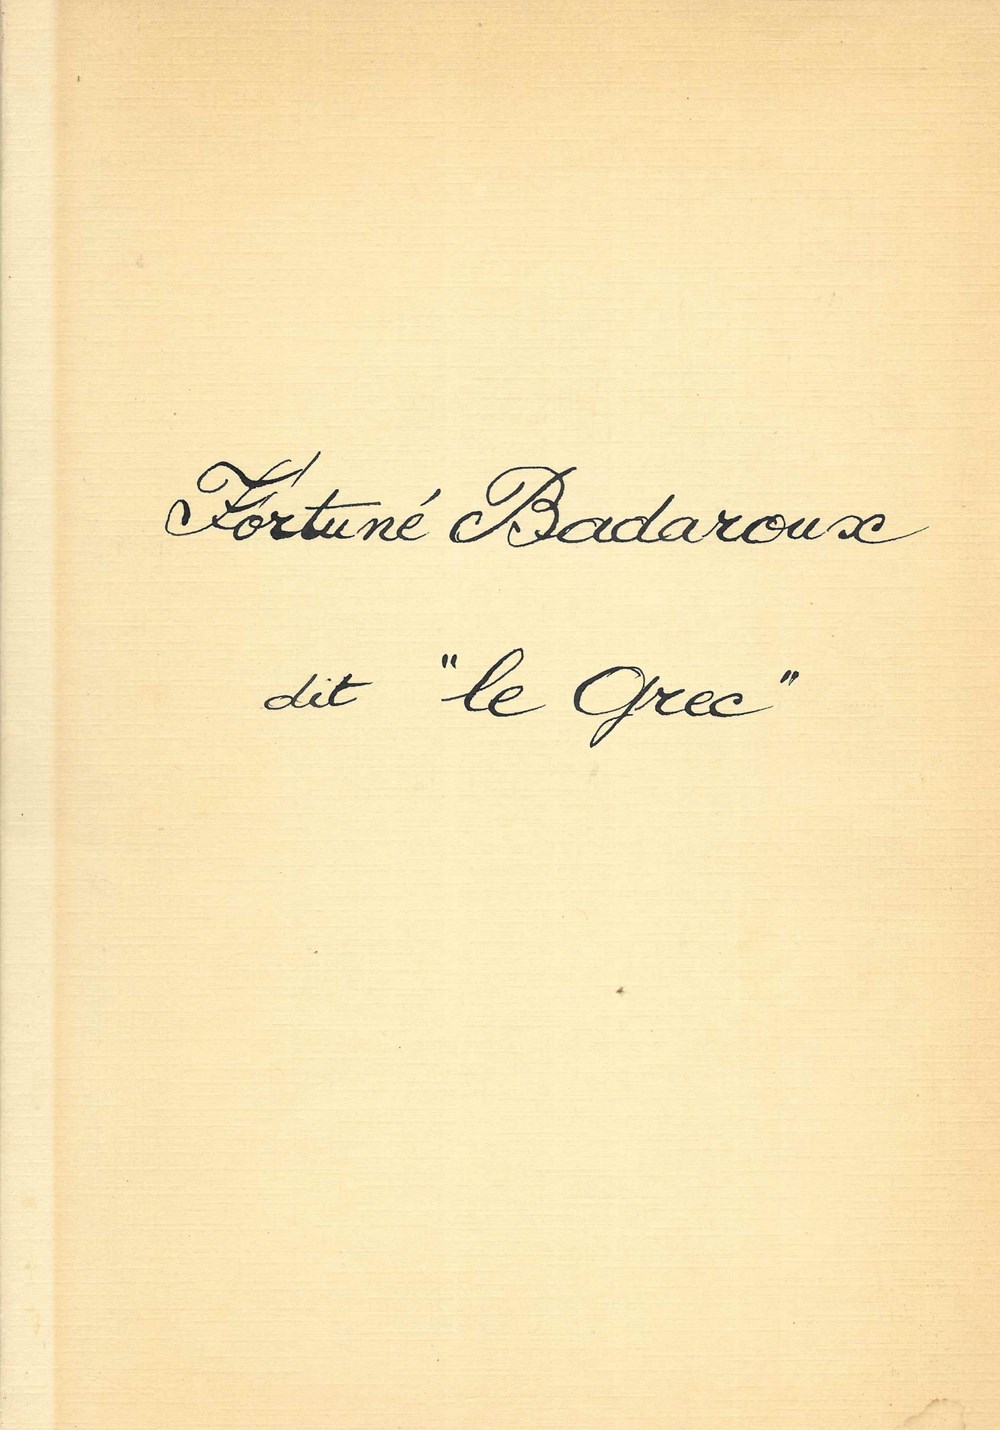 Fortuné Badaroux
dit "le Grec"